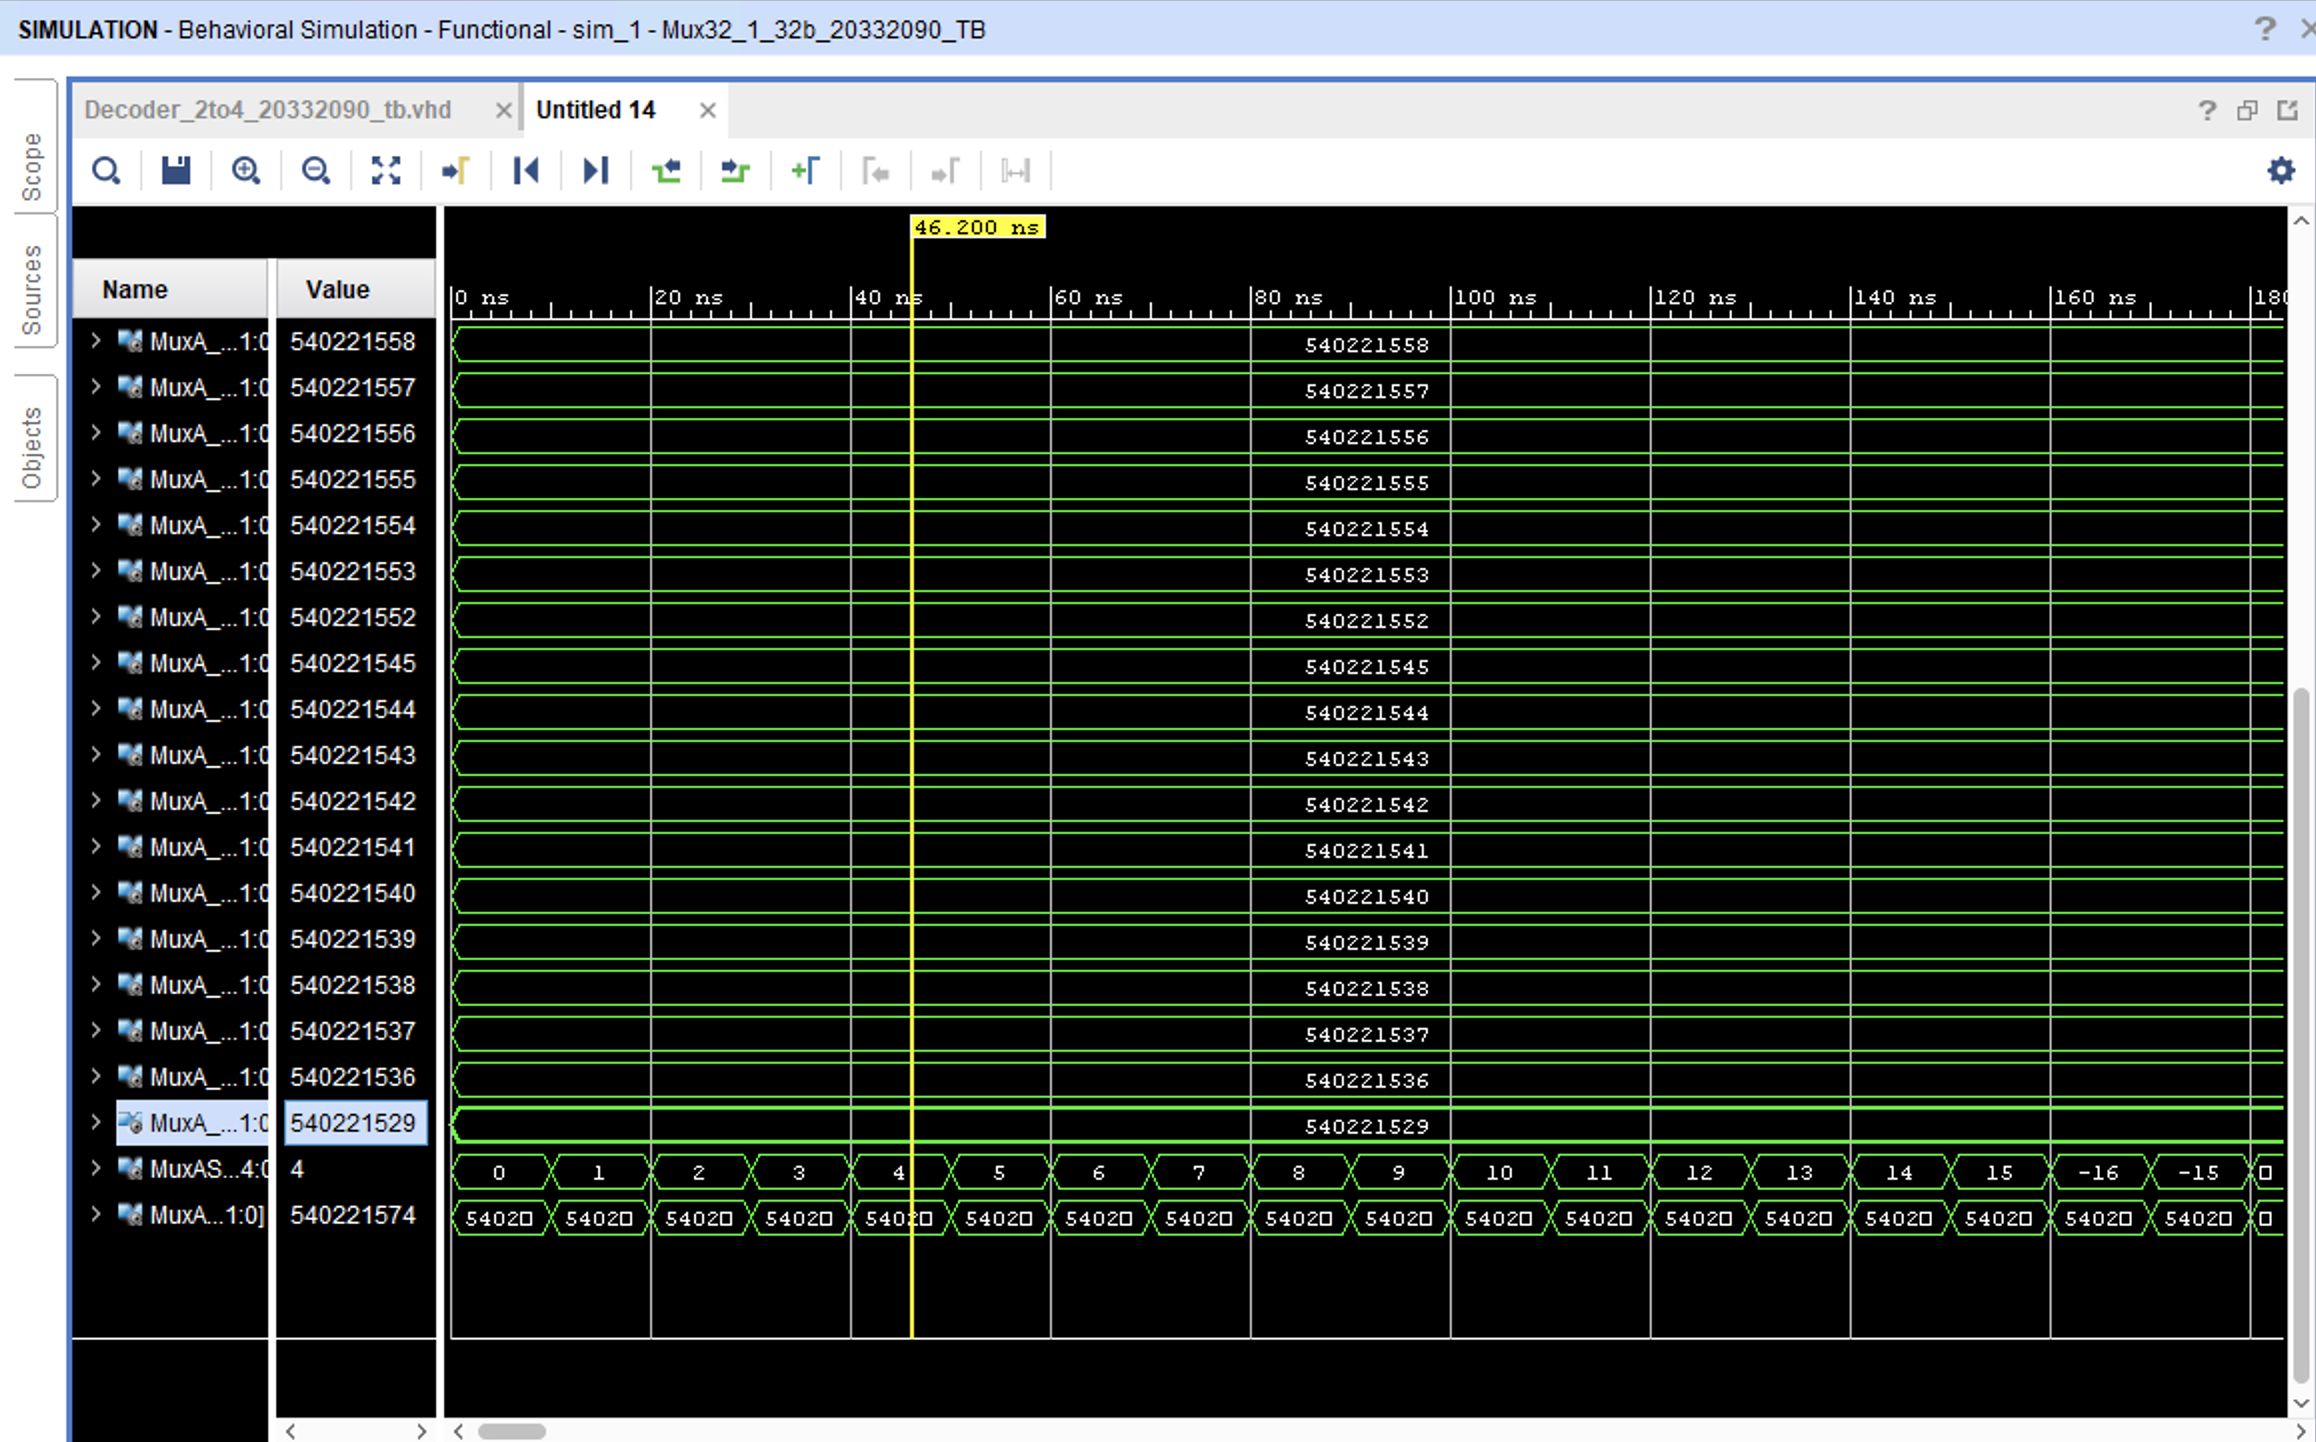 SIMULATION - Behavioral Simulation - Functional - sim_1 - Mux32_1_32b_20332090_TB
Scope
Sources
Objects
Decoder_2to4_20332090_tb.vhd
Untitled 14
46.200 ns
Name Value
0 ns 20 ns 40 ns 60 ns 80 ns 100 ns 120 ns 140 ns 160 ns 180
MuxA_...1:0 540221558 540221558
MuxA_...1:0 540221557 540221557
MuxA_...1:0 540221556 540221556
MuxA_...1:0 540221555 540221555
MuxA_...1:0 540221554 540221554
MuxA_...1:0 540221553 540221553
MuxA_...1:0 540221552 540221552
MuxA_...1:0 540221545 540221545
MuxA_...1:0 540221544 540221544
MuxA_...1:0 540221543 540221543
MuxA_...1:0 540221542 540221542
MuxA_...1:0 540221541 540221541
MuxA_...1:0 540221540 540221540
MuxA_...1:0 540221539 540221539
MuxA_...1:0 540221538 540221538
MuxA_...1:0 540221537 540221537
MuxA_...1:0 540221536 540221536
MuxA_...1:0 540221529 540221529
MuxAS...4:0 4 0 1 2 3 4 5 6 7 8 9 10 11 12 13 14 15 -16 -15
MuxA...1:0] 540221574 5402 5402 5402 5402 5402 5402 5402 5402 5402 5402 5402 5402 5402 5402 5402 5402 5402 5402